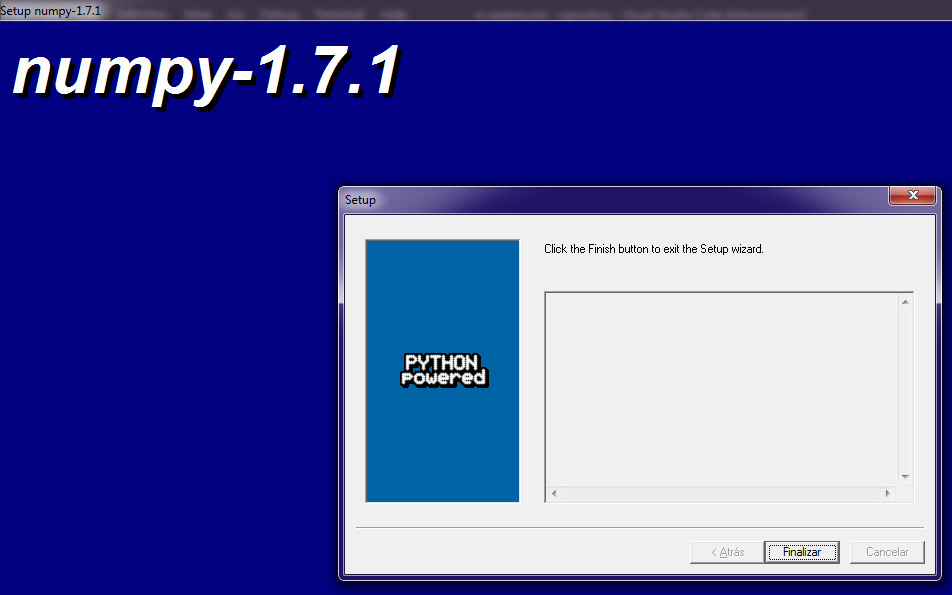 Setup numpy-1.7.1
numpy-1.7.1
Setup
Click the Finish button to exit the Setup wizard.
PYTHON
powered
< Atrás
Finalizar
Cancelar